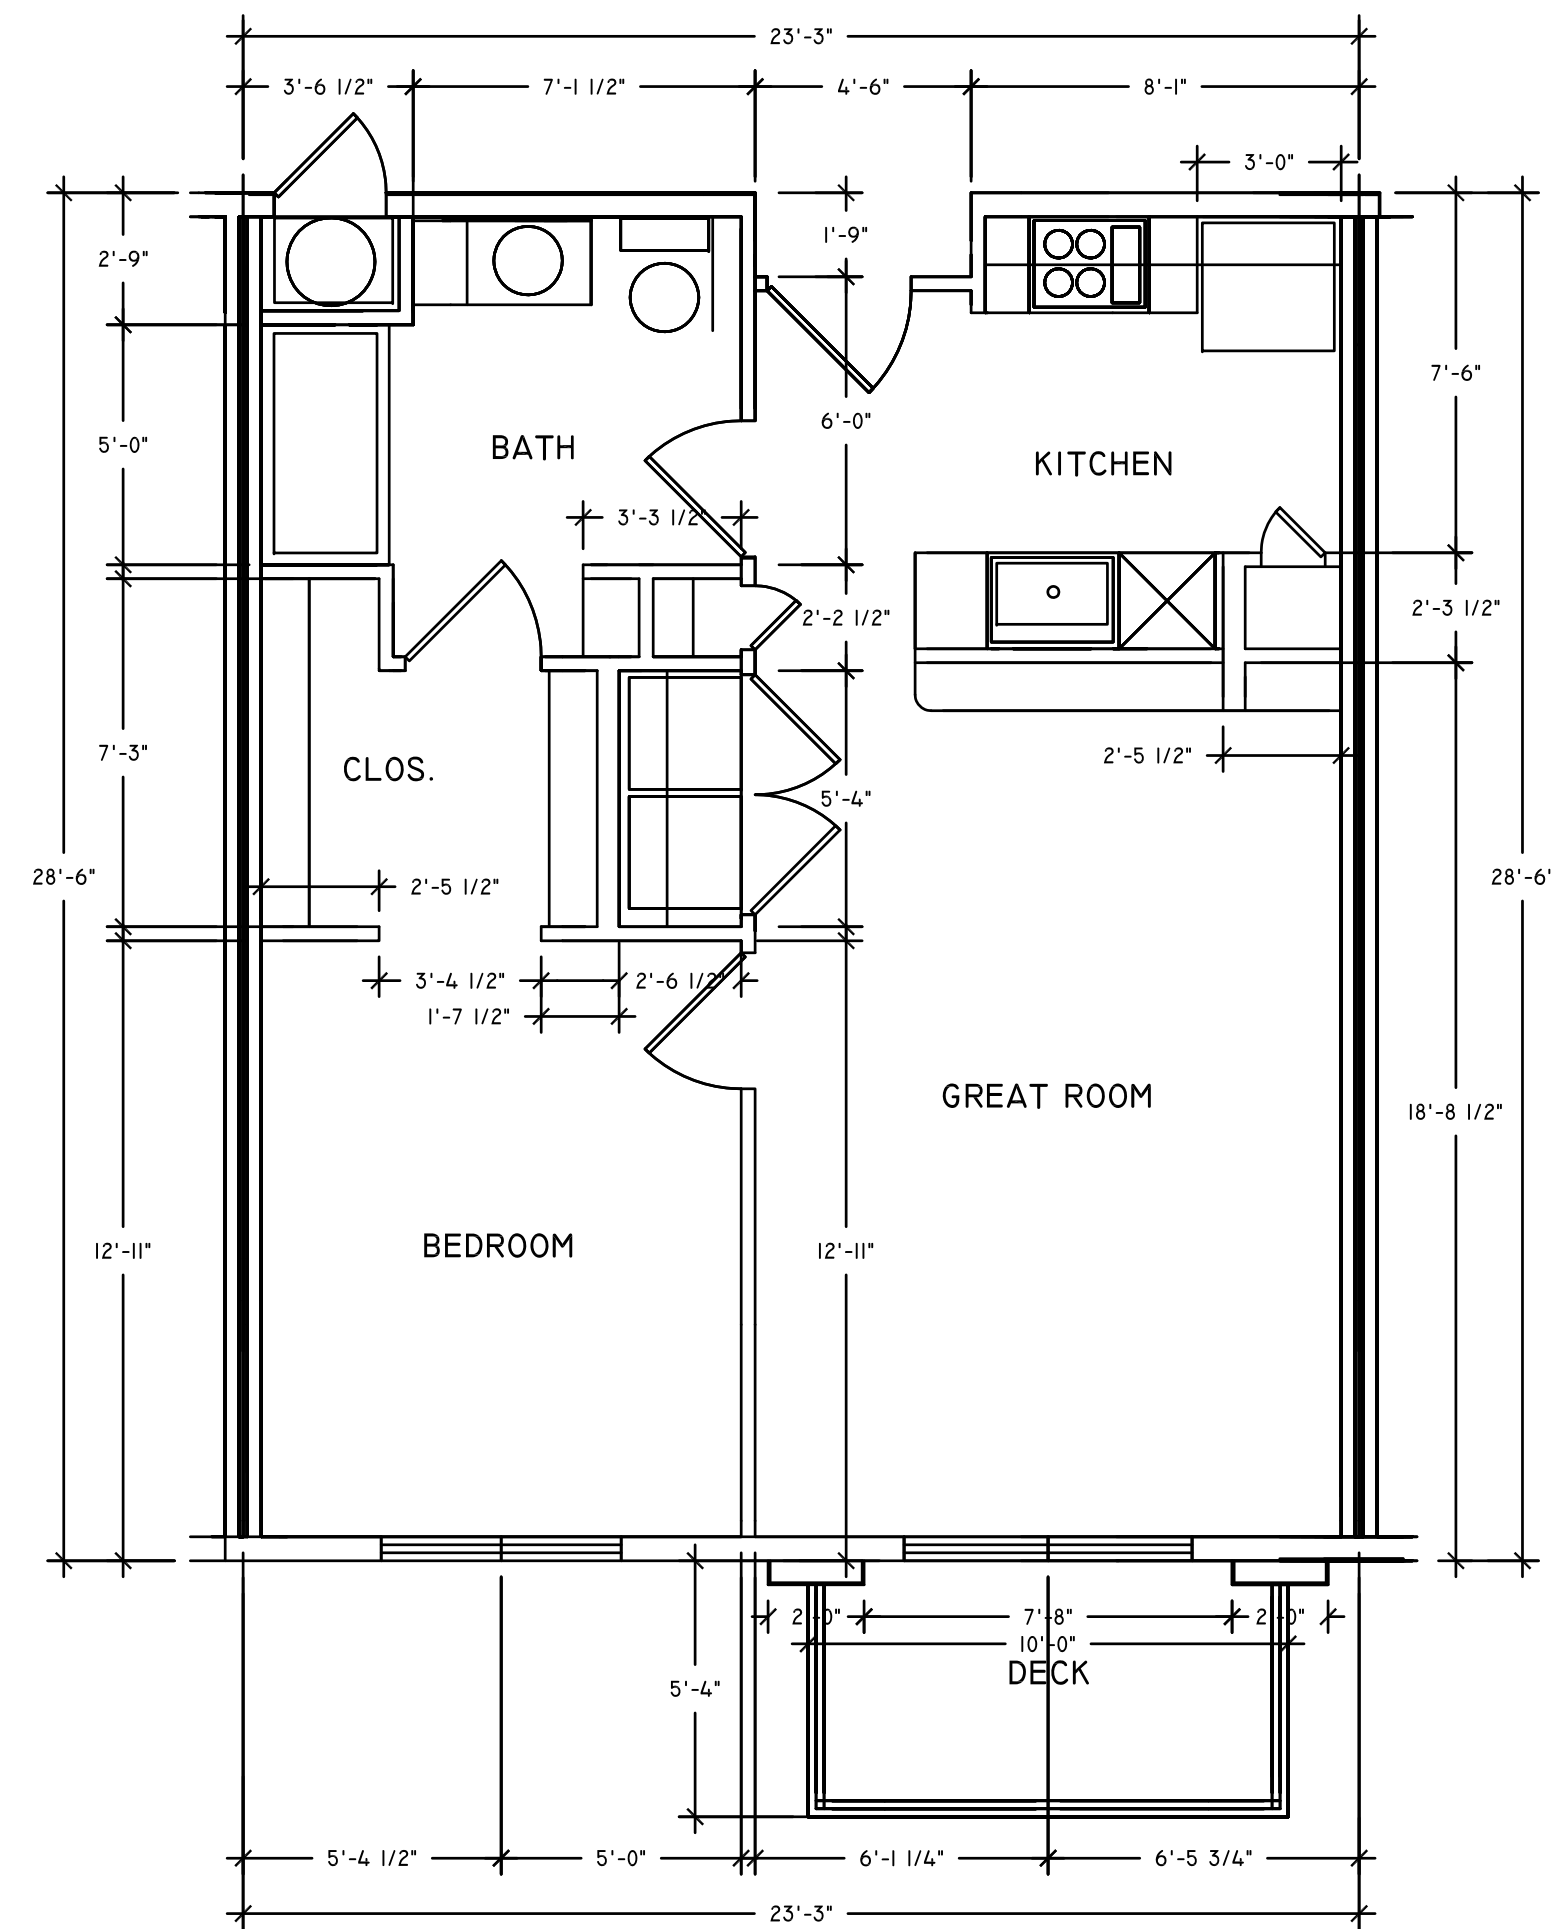 23'-3"
3'-6 1/2" 7'-1 1/2" 4'-6" 8'-1"
3'-0"
1'-9"
2'-9"
7'-6"
6'-0"
5'-0"
BATH
KITCHEN
3'-3 1/2"
2'-2 1/2" 2'-3 1/2"
7'-3"
2'-5 1/2"
CLOS.
5'-4"
28'-6" 28'-6'
2'-5 1/2"
3'-4 1/2" 2'-6 1/2"
1'-7 1/2"
GREAT ROOM
18'-8 1/2"
BEDROOM
12'-11" 12'-11"
2'-0" 7'-8" 2'-0"
10'-0"
DECK
5'-4"
5'-4 1/2" 5'-0" 6'-1 1/4" 6'-5 3/4"
23'-3"